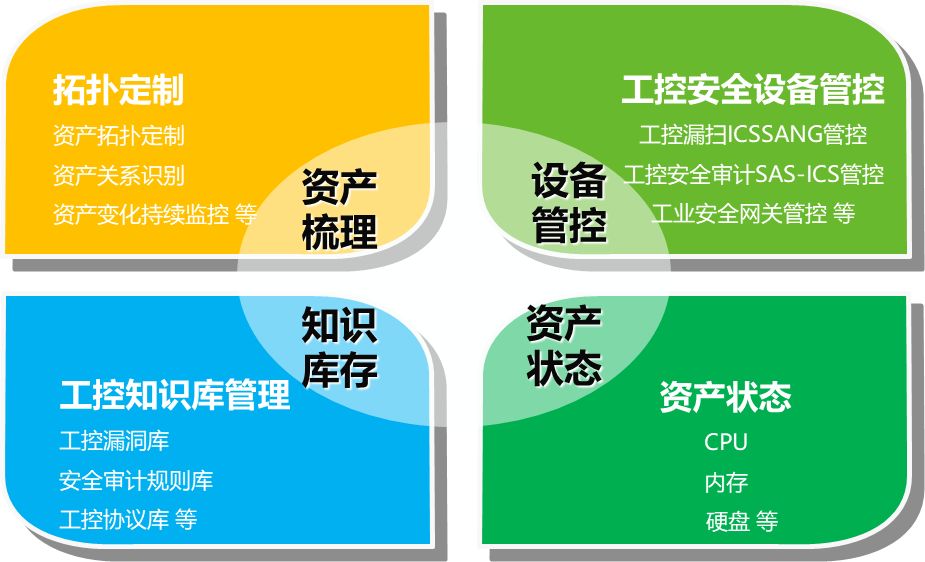 拓扑定制
资产拓扑定制
资产关系识别
资产变化持续监控 等
资产
梳理
工控安全设备管控
工控漏扫ICSSANG管控
工控安全审计SAS-ICS管控
工业安全网关管控 等
设备
管控
知识
库存
工控知识库管理
工控漏洞库
安全审计规则库
工控协议库 等
资产
状态
资产状态
CPU
内存
硬盘 等